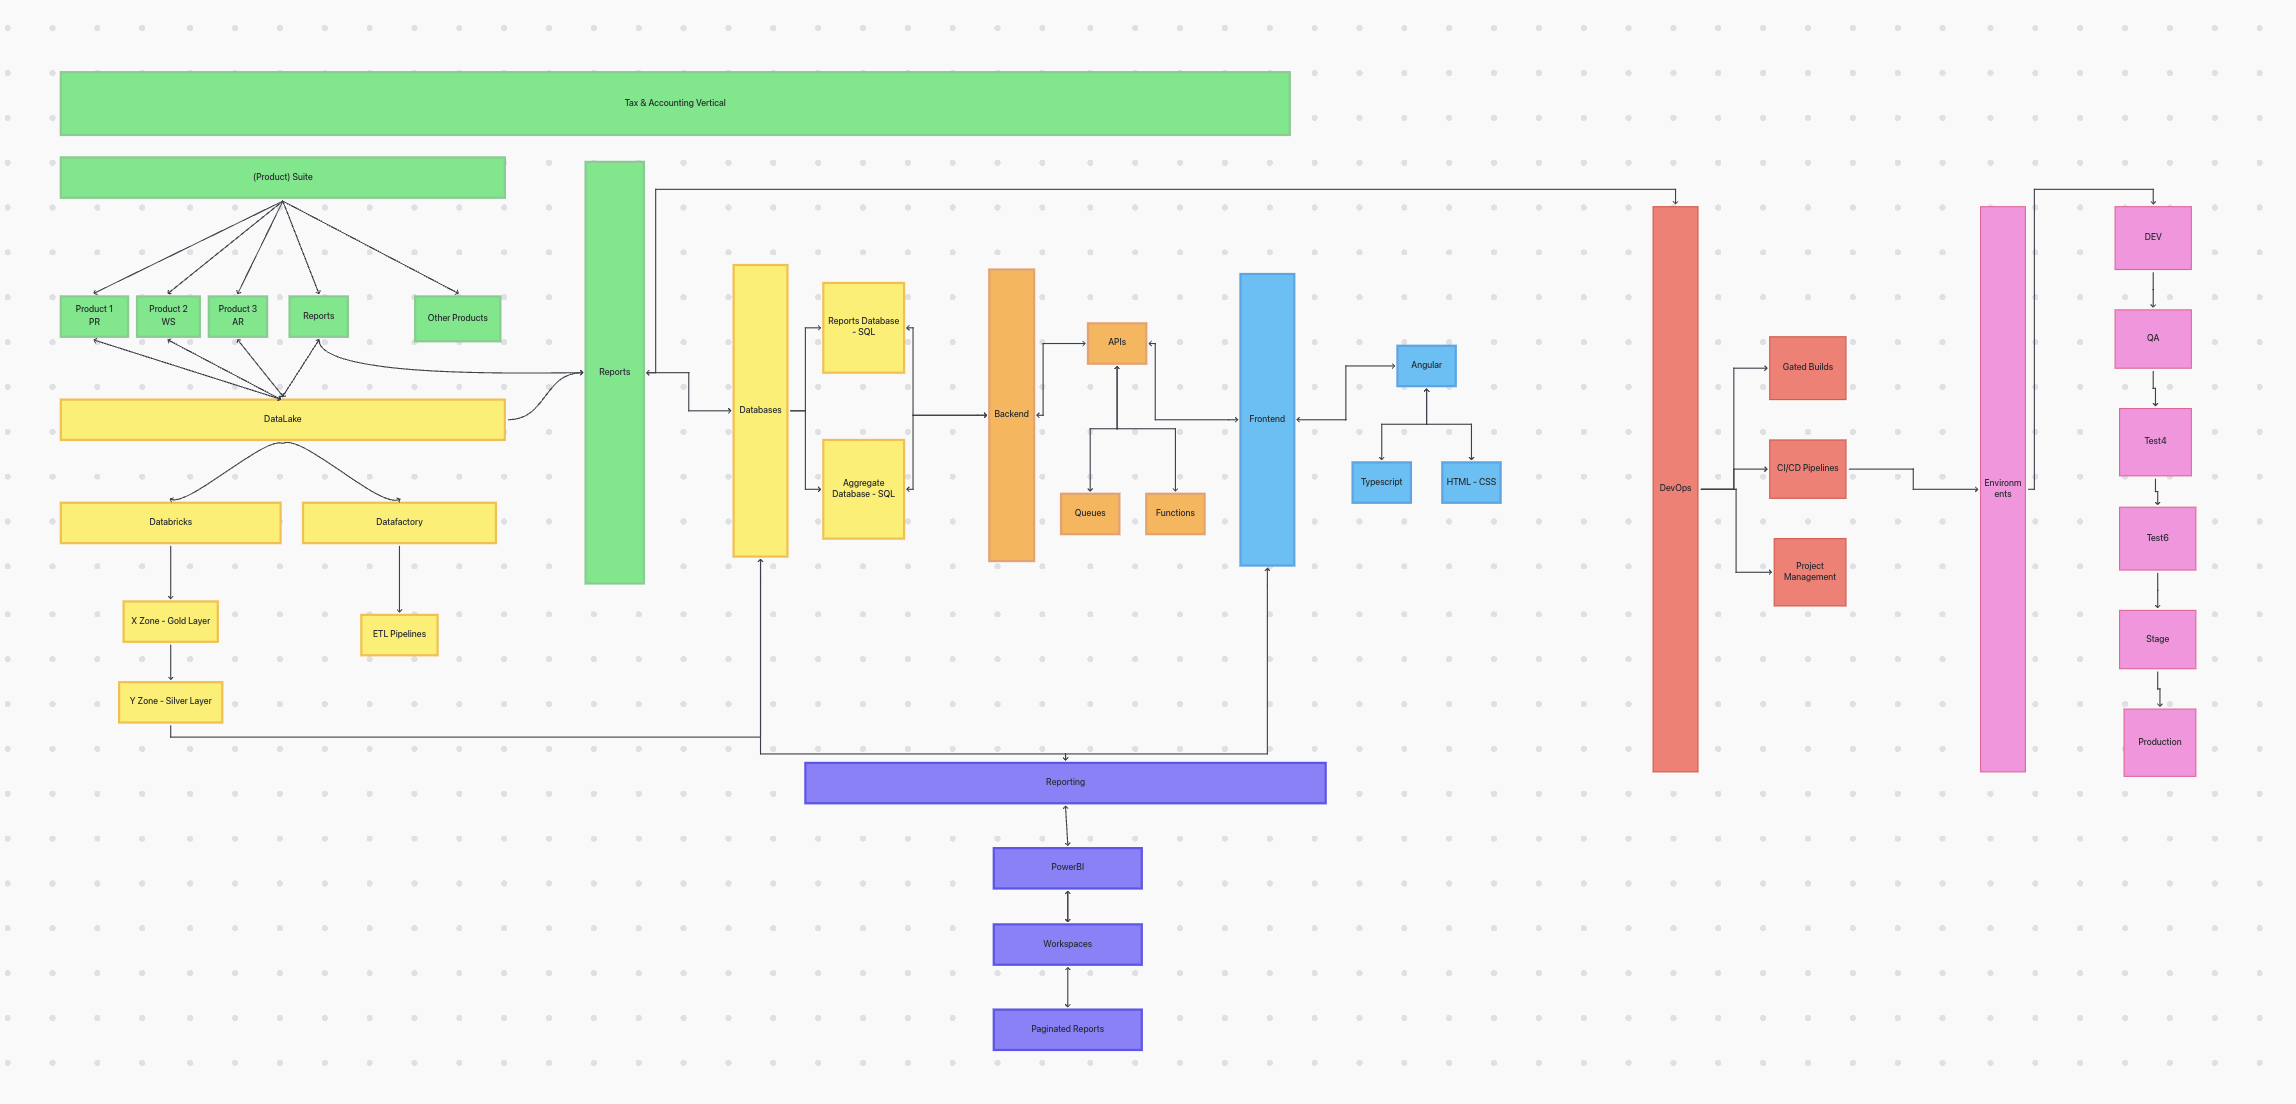 Tax & Accounting Vertical
(Product) Suite
Product 1
PR
Product 2
WS
Product 3
AR
Reports
Other Products
DataLake
Databricks
Datafactory
X Zone - Gold Layer
ETL Pipelines
Y Zone - Silver Layer
Reports
Databases
Reports Database
- SQL
Aggregate
Database - SQL
Backend
APIs
Queues
Functions
Frontend
Angular
Typescript
HTML - CSS
DevOps
Gated Builds
CI/CD Pipelines
Project
Management
Environm
ents
DEV
QA
Test4
Test6
Stage
Production
Reporting
PowerBI
Workspaces
Paginated Reports